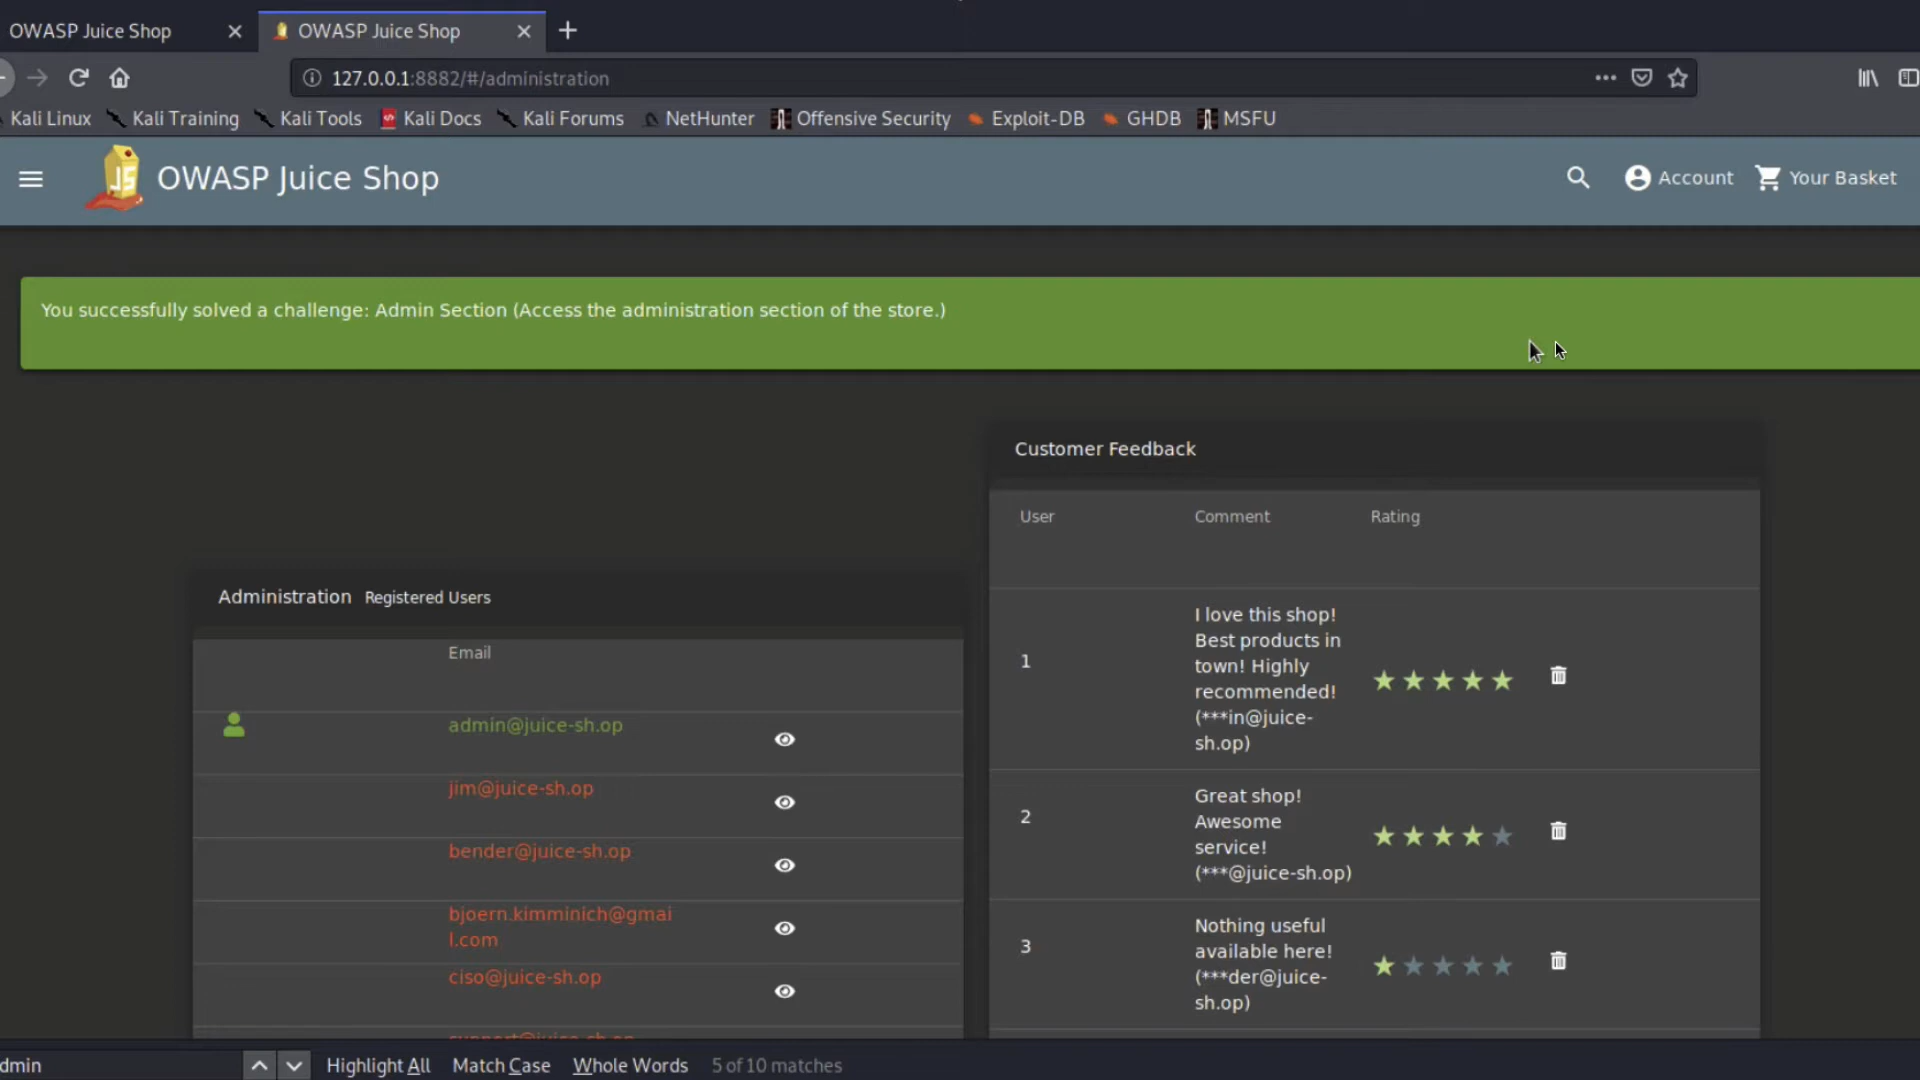 OWASP Juice Shop
OWASP Juice Shop
127.0.0.1:8882/#/administration
Kali Linux Kali Training Kali Tools Kali Docs Kali Forums NetHunter Offensive Security Exploit-DB GHDB MSFU
OWASP Juice Shop
Account
Your Basket
You successfully solved a challenge: Admin Section (Access the administration section of the store.)
Administration Registered Users
Email
admin@juice-sh.op
jim@juice-sh.op
bender@juice-sh.op
bjoern.kimminich@gmai
l.com
ciso@juice-sh.op
support@juice-sh.op
Customer Feedback
User Comment Rating
1
I love this shop!
Best products in
town! Highly
recommended!
(***in@juice-
sh.op)
2
Great shop!
Awesome
service!
(***@juice-sh.op)
3
Nothing useful
available here!
(***der@juice-
sh.op)
dmin
Highlight All Match Case Whole Words 5 of 10 matches